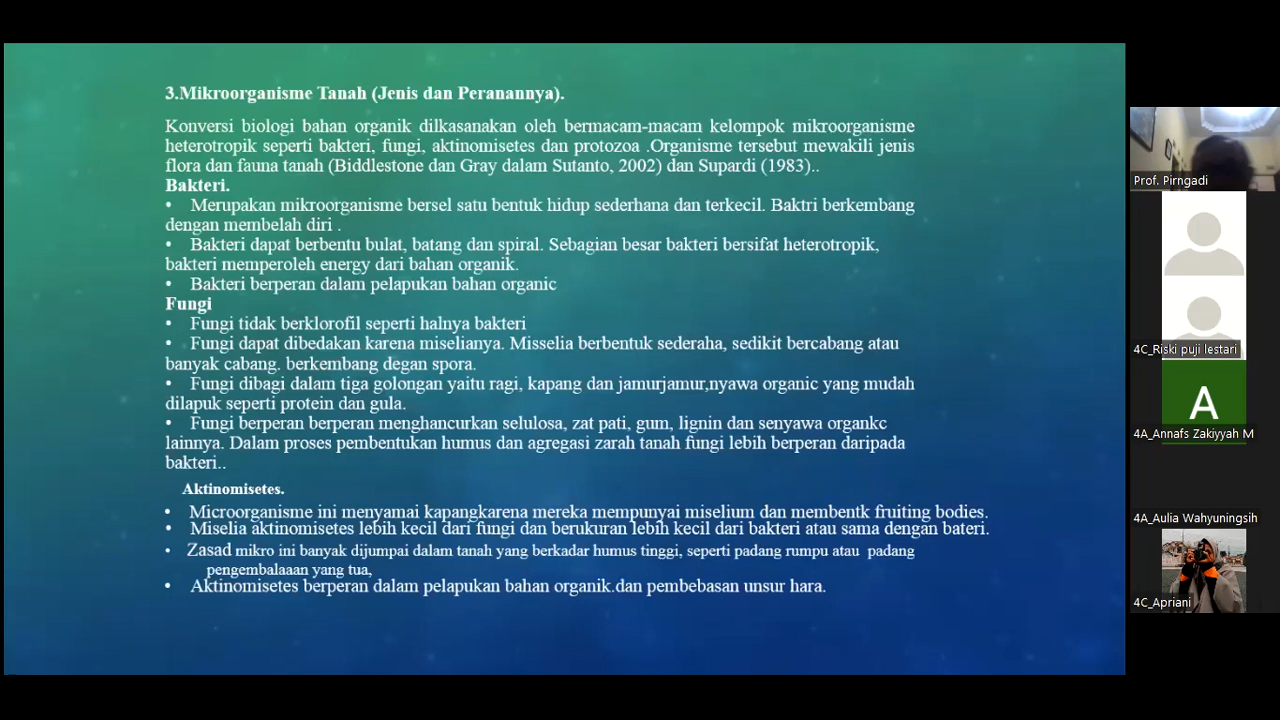 3.Mikroorganisme Tanah (Jenis dan Peranannya).
Konversi biologi bahan organik dilkasanakan oleh bermacam-macam kelompok mikroorganisme
heterotropik seperti bakteri, fungi, aktinomisetes dan protozoa .Organisme tersebut mewakili jenis
flora dan fauna tanah (Biddlestone dan Gray dalam Sutanto, 2002) dan Supardi (1983)..
Bakteri.
• Merupakan mikroorganisme bersel satu bentuk hidup sederhana dan terkecil. Baktri berkembang
dengan membelah diri .
• Bakteri dapat berbentu bulat, batang dan spiral. Sebagian besar bakteri bersifat heterotropik,
bakteri memperoleh energy dari bahan organik.
• Bakteri berperan dalam pelapukan bahan organic
Fungi
• Fungi tidak berklorofil seperti halnya bakteri
• Fungi dapat dibedakan karena miselianya. Misselia berbentuk sederaha, sedikit bercabang atau
banyak cabang. berkembang degan spora.
• Fungi dibagi dalam tiga golongan yaitu ragi, kapang dan jamurjamur,nyawa organic yang mudah
dilapuk seperti protein dan gula.
• Fungi berperan berperan menghancurkan selulosa, zat pati, gum, lignin dan senyawa organkc
lainnya. Dalam proses pembentukan humus dan agregasi zarah tanah fungi lebih berperan daripada
bakteri..
Aktinomisetes.
• Microorganisme ini menyamai kapangkarena mereka mempunyai miselium dan membentk fruiting bodies.
• Miselia aktinomisetes lebih kecil dari fungi dan berukuran lebih kecil dari bakteri atau sama dengan bateri.
• Zasad mikro ini banyak dijumpai dalam tanah yang berkadar humus tinggi, seperti padang rumpu atau padang
pengembalaaan yang tua,
• Aktinomisetes berperan dalam pelapukan bahan organik.dan pembebasan unsur hara.
Prof. Pirngadi
4C_Riski puji lestari
A
4A_Annafs Zakiyyah M
4A_Aulia Wahyuningsih
4C_Apriani